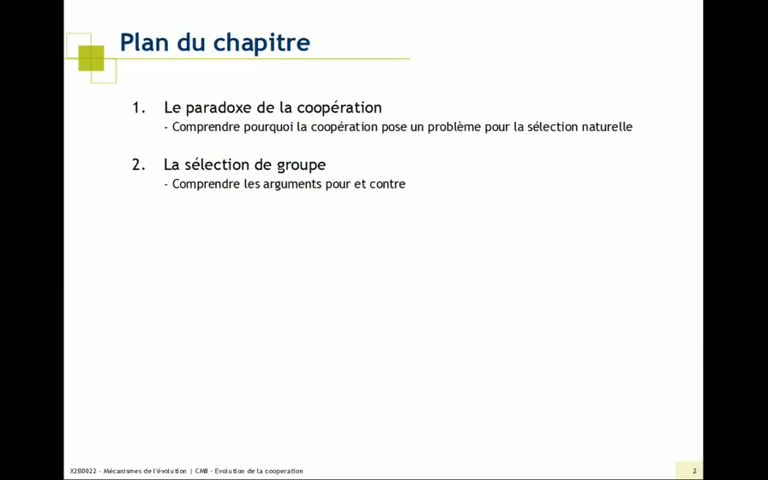 Plan du chapitre
1. Le paradoxe de la coopération
- Comprendre pourquoi la coopération pose un problème pour la sélection naturelle
2. La sélection de groupe
- Comprendre les arguments pour et contre
X2B0022 - Mécanismes de l'évolution | CM8 - Evolution de la cooperation
2